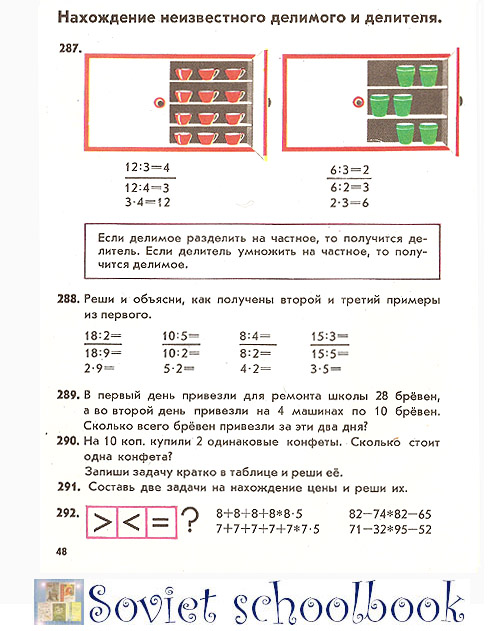 Нахождение неизвестного делимого и делителя.
287.
12:3=4
12:4=3
3·4=12
6:3=2
6:2=3
2·3=6
Если делимое разделить на частное, то получится де-
литель. Если делитель умножить на частное, то полу-
чится делимое.
288. Реши и объясни, как получены второй и третий примеры
из первого.
18:2= 10:5= 8:4= 15:3=
18:9= 10:2= 8:2= 15:5=
2·9= 5·2= 4·2= 3·5=
289. В первый день привезли для ремонта школы 28 брёвен,
а во второй день привезли на 4 машинах по 10 брёвен.
Сколько всего брёвен привезли за эти два дня?
290. На 10 коп. купили 2 одинаковые конфеты. Сколько стоит
одна конфета?
Запиши задачу кратко в таблице и реши её.
291. Составь две задачи на нахождение цены и реши их.
292. > < = ? 8+8+8+8*8·5 82−74*82−65
7+7+7+7+7*7·5 71−32*95−52
48
Soviet schoolbook